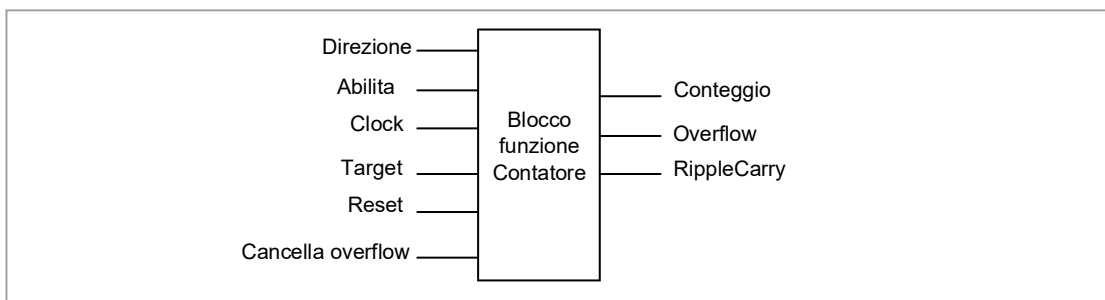 Direzione
Abilita
Clock
Target
Reset
Cancella overflow
Blocco
funzione
Contatore
Conteggio
Overflow
RippleCarry